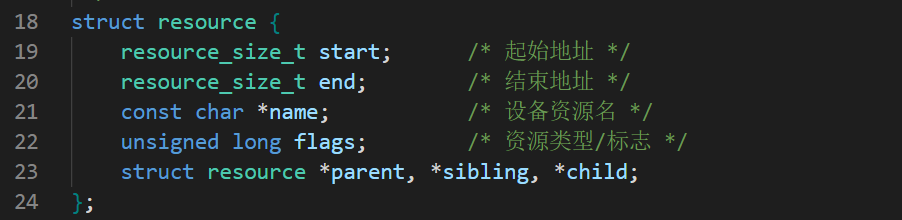 18 struct resource {
19     resource_size_t start;      /* 起始地址 */
20     resource_size_t end;        /* 结束地址 */
21     const char *name;           /* 设备资源名 */
22     unsigned long flags;        /* 资源类型/标志 */
23     struct resource *parent, *sibling, *child;
24 };